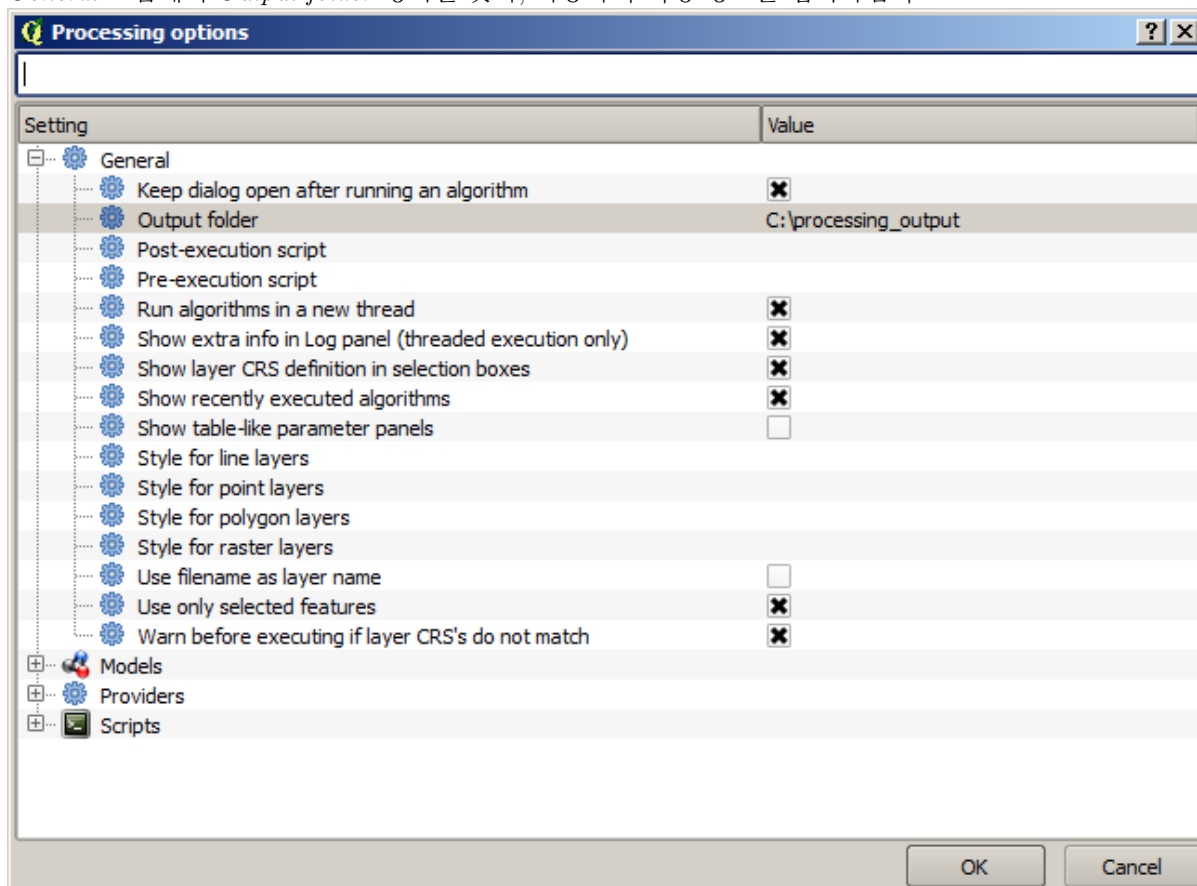 Processing options
Setting Value
General
Keep dialog open after running an algorithm
Output folder C:\processing_output
Post-execution script
Pre-execution script
Run algorithms in a new thread
Show extra info in Log panel (threaded execution only)
Show layer CRS definition in selection boxes
Show recently executed algorithms
Show table-like parameter panels
Style for line layers
Style for point layers
Style for polygon layers
Style for raster layers
Use filename as layer name
Use only selected features
Warn before executing if layer CRS's do not match
Models
Providers
Scripts
OK Cancel